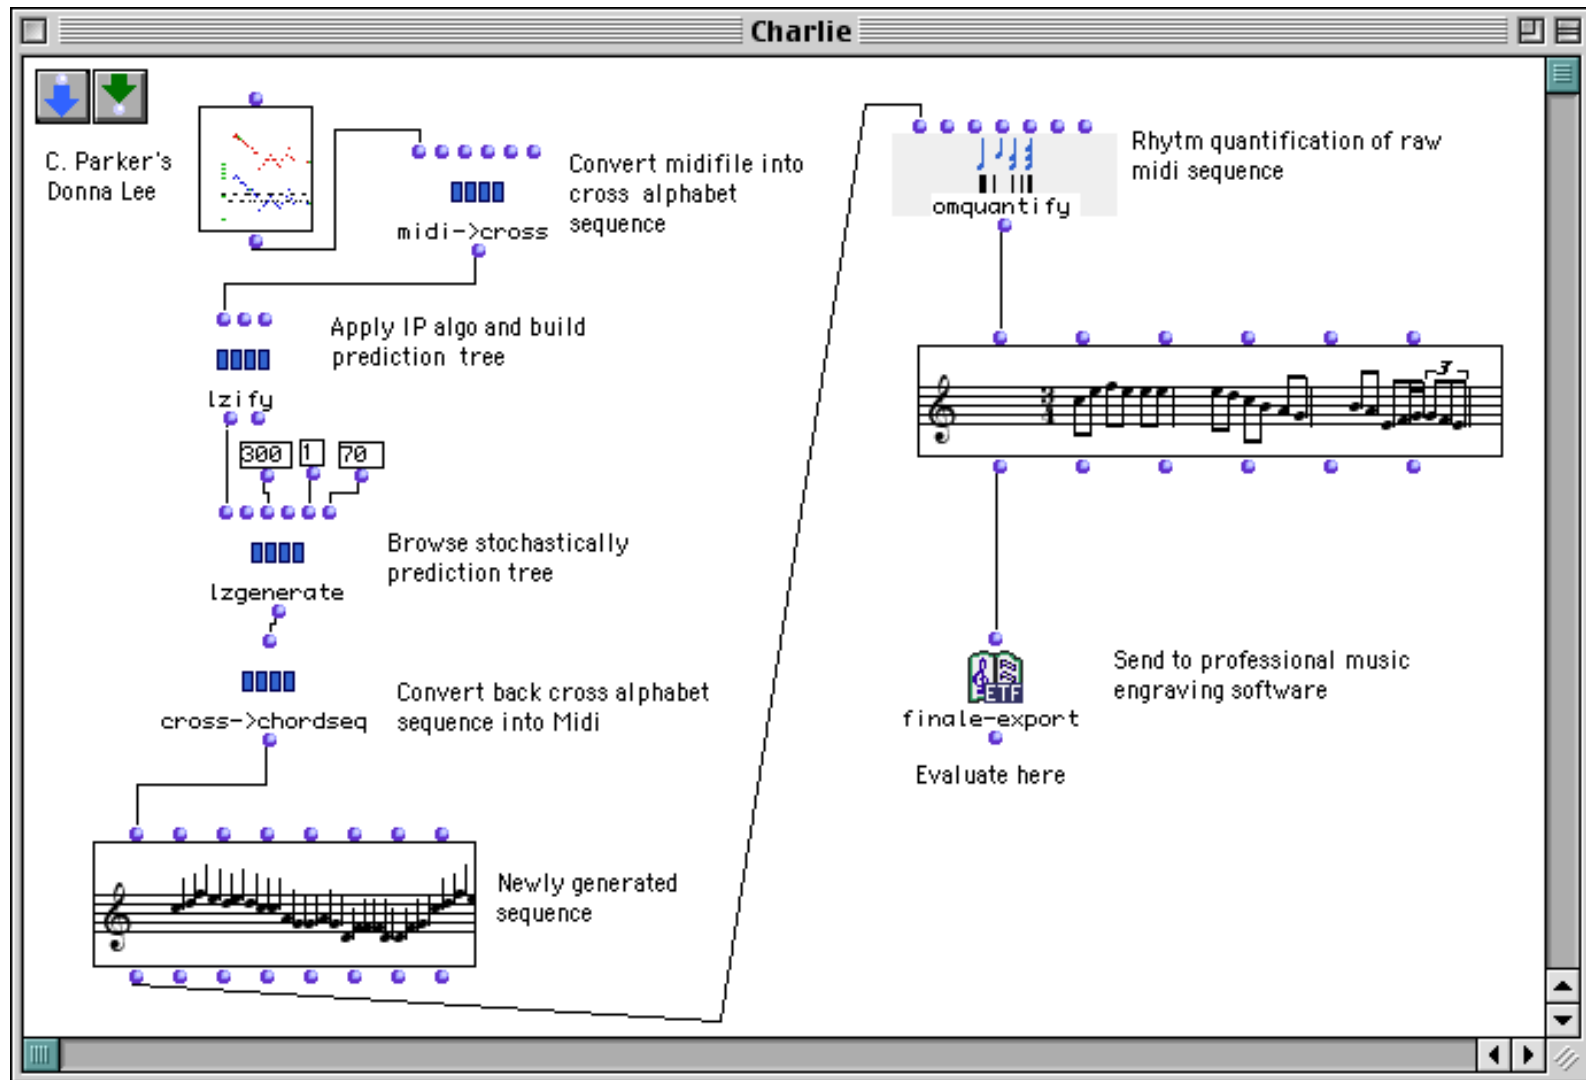 Charlie
C. Parker's
Donna Lee
Convert midifile into
cross alphabet
sequence
midi->cross
Apply IP algo and build
prediction tree
lzify
300
1
70
Browse stochastically
prediction tree
lzgenerate
Convert back cross alphabet
sequence into Midi
cross->chordseq
Newly generated
sequence
Rhytm quantification of raw
midi sequence
omquantify
3
4
3
ETF
Send to professional music
engraving software
finale-export
Evaluate here